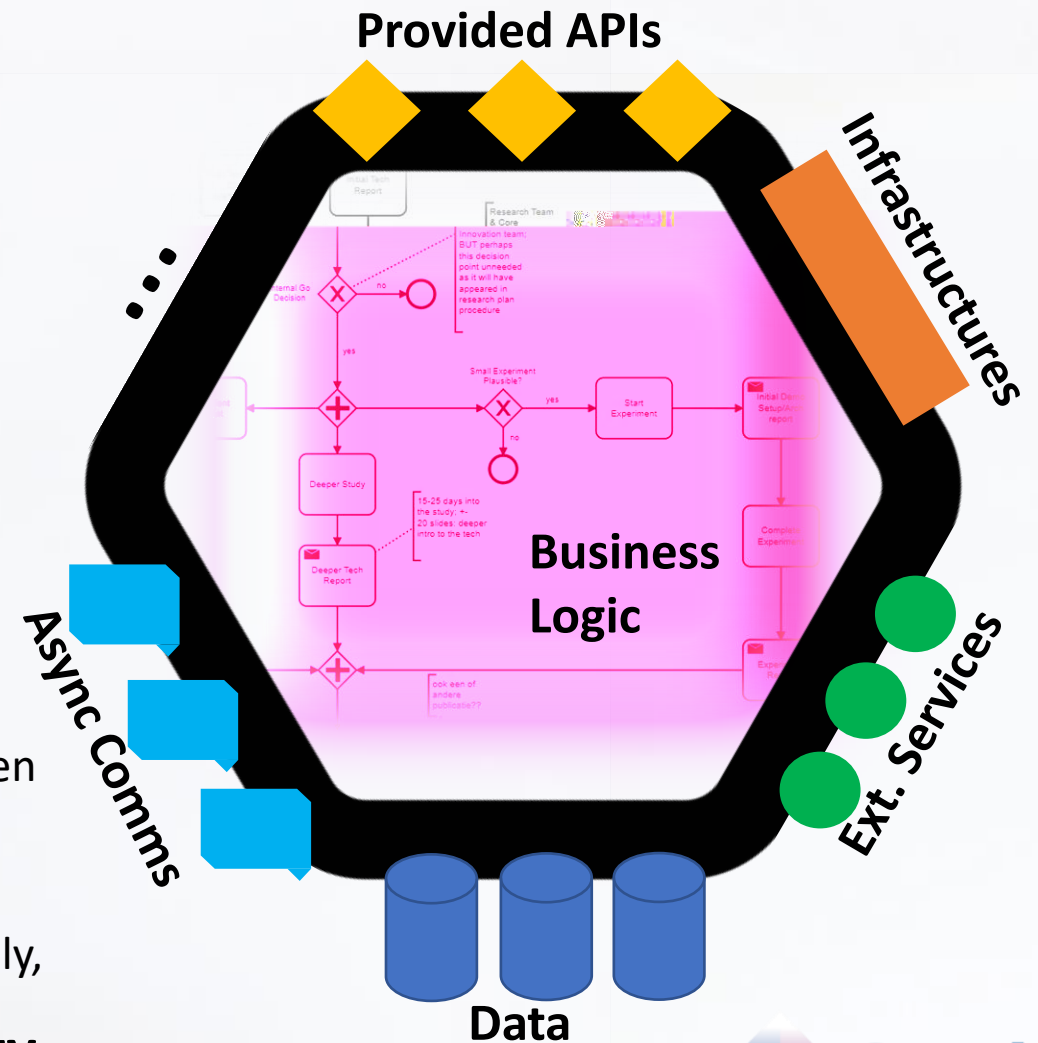 Provided APIs
Infrastructures
Report
Research Team
& Core
Innovation team;
BUT perhaps
this decision
point unneeded
as it will have
appeared in
research plan
procedure
Go
Decision
no
yes
Small Experiment
Plausible?
yes
no
Start
Experiment
Initial
report
Deeper Study
15-25 days into
the study; +-
20 slides: deeper
intro to the tech
Deeper Tech
Report
Business
Logic
ook een of
andere
publicatie??
Async Comms
Ext. Services
Data
en
ly,